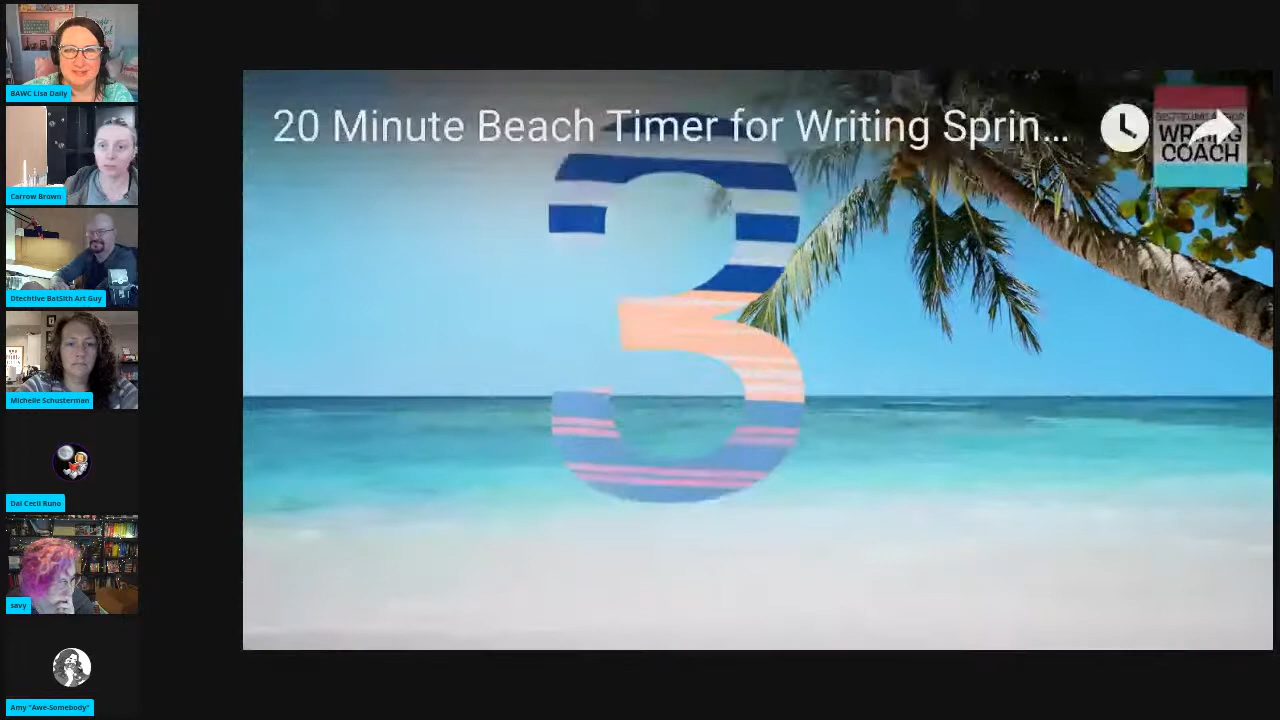 BAWC Lisa Daily
Carrow Brown
Dtechtive BatSith Art Guy
Michelle Schusterman
Dal Cecil Runo
savy
Amy "Awe-Somebody"
20 Minute Beach Timer for Writing Sprin...
3
WRITING
COACH